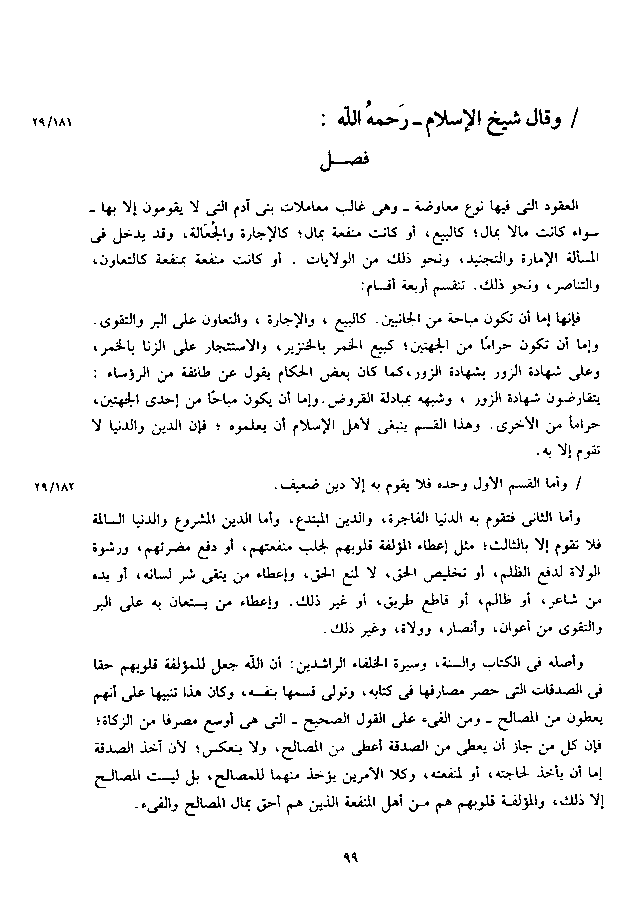 / وقال شيخ الإسلام ـ رَحمهُ الله :
٢٩/١٨١
فصـــل
العقود التى فيها نوع معاوضة ـ وهى غالب معاملات بنى آدم التى لا يقومون إلا بها ـ
سواء كانت مالا بمال؛ كالبيع، أو كانت منفعة بمال؛ كالإجارة والجُعالة، وقد يدخل فى
المسألة الإمارة والتجنيد، ونحو ذلك من الولايات . أو كانت منفعة بمنفعة كالتعاون،
والتناصر، ونحو ذلك. تنقسم أربعة أقسام:
فإنها إما أن تكون مباحة من الجانبين. كالبيع ، والإجارة ، والتعاون على البر والتقوى.
وإما أن تكون حرامًا من الجهتين؛ كبيع الخمر بالخنزير، والاستئجار على الزنا بالخمر،
وعلى شهادة الزور بشهادة الزور،كما كان بعض الحكام يقول عن طائفة من الرؤساء :
يتقارضون شهادة الزور ، وشبهه بمبادلة القروض. وإما أن يكون مباحًا من إحدى الجهتين،
حرامًا من الأخرى. وهذا القسم ينبغى لأهل الإسلام أن يعلموه ؛ فإن الدين والدنيا لا
تقوم إلا به.
/ وأما القسم الأول وحده فلا يقوم به إلا دين ضعيف.
٢٩/١٨٢
وأما الثانى فتقوم به الدنيا الفاجرة، والدين المبتدع، وأما الدين المشروع والدنيا السالمة
فلا تقوم إلا بالثالث؛ مثل إعطاء المؤلفة قلوبهم لجلب منفعتهم، أو دفع مضرتهم، ورشوة
الولاة لدفع الظلم، أو تخليص الحق، لا لمنع الحق، وإعطاء من يتقى شر لسانه، أو يده
من شاعر، أو ظالم، أو قاطع طريق، أو غير ذلك. وإعطاء من يستعان به على البر
والتقوى من أعوان، وأنصار، وولاة، وغير ذلك.
وأصله فى الكتاب والسنة، وسيرة الخلفاء الراشدين: أن الله جعل للمؤلفة قلوبهم حقا
فى الصدقات التى حصر مصارفها فى كتابه، وتولى قسمها بنفسه، وكان هذا تنبيها على أنهم
يعطون من المصالح ـ ومن الفىء على القول الصحيح ـ التى هى أوسع مصرفا من الزكاة؛
فإن كل من جاز أن يعطى من الصدقة أعطى من المصالح، ولا ينعكس؛ لأن آخذ الصدقة
إما أن يأخذ لحاجته، أو لمنفعته، وكلا الأمرين يؤخذ منهما للمصالح، بل ليست المصالح
إلا ذلك، والمؤلفة قلوبهم هم من أهل المنفعة الذين هم أحق بمال المصالح والفىء.
٩٩